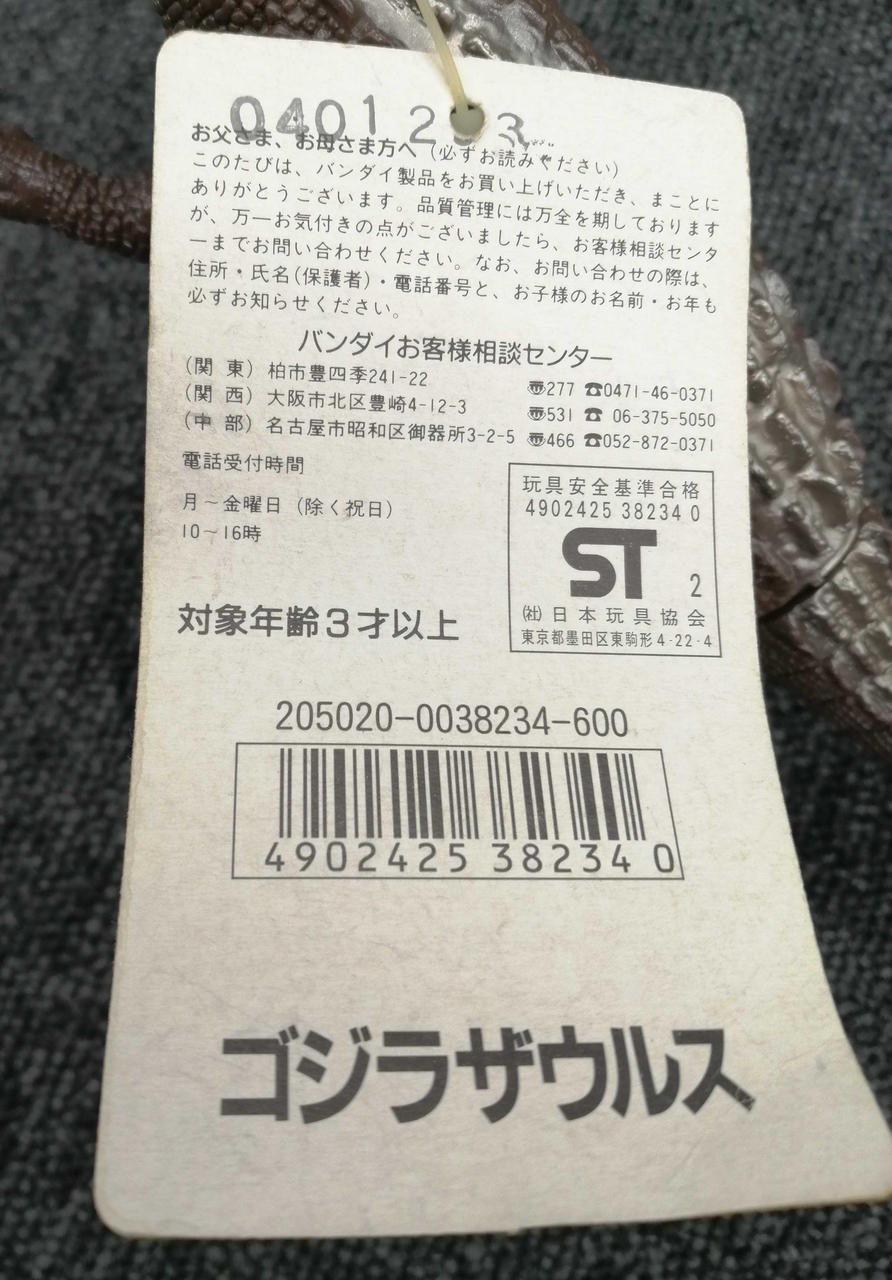 お父さま、お母さま方へ（必ずお読みください）
このたびは、バンダイ製品をお買い上げいただき、まことに
ありがとうございます。品質管理には万全を期しております
が、万一お気付きの点がございましたら、お客様相談センタ
ーまでお問い合わせください。なお、お問い合わせの際は、
住所・氏名(保護者)・電話番号と、お子様のお名前・お年も
必ずお知らせください。
バンダイお客様相談センター
（関 東）柏市豊四季241-22 〠277 ☎0471-46-0371
（関 西）大阪市北区豊崎4-12-3 〠531 ☎ 06-375-5050
（中 部）名古屋市昭和区御器所3-2-5 〠466 ☎052-872-0371
電話受付時間
月～金曜日（除く祝日）
10～16時
対象年齢3才以上
玩具安全基準合格
4902425 38234 0
ST 2
㈳日本玩具協会
東京都墨田区東駒形4-22-4
205020-0038234-600
4902425 38234 0
ゴジラザウルス